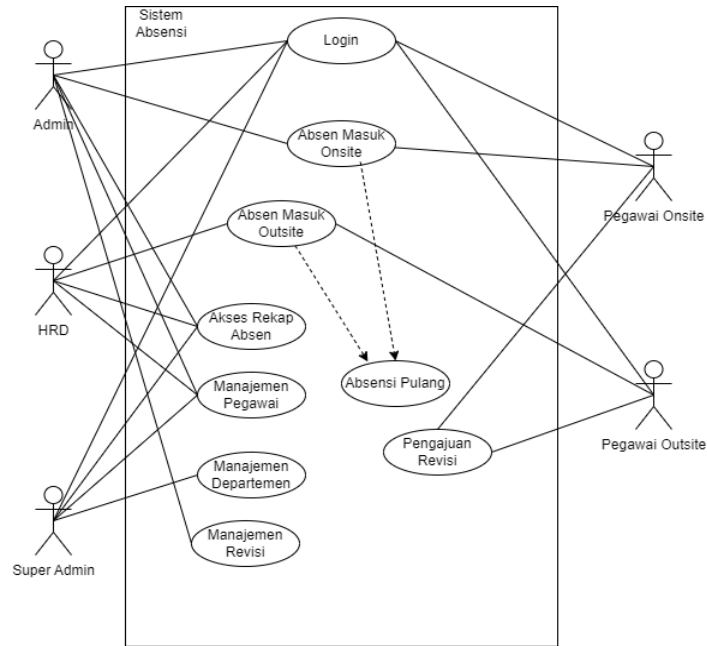 Sistem
Absensi
Login
Admin
Absen Masuk
Onsite
Pegawai Onsite
Absen Masuk
Outsite
HRD
Akses Rekap
Absen
Absensi Pulang
Manajemen
Pegawai
Pengajuan
Revisi
Pegawai Outsite
Manajemen
Departemen
Manajemen
Revisi
Super Admin